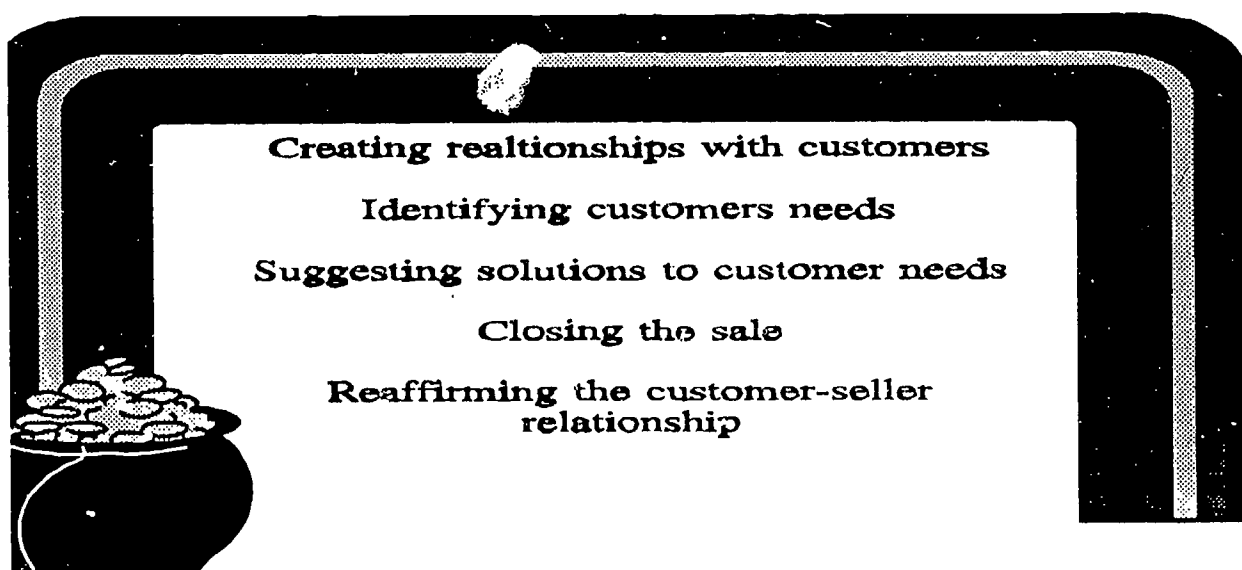 Creating realtionships with customers
Identifying customers needs
Suggesting solutions to customer needs
Closing the sale
Reaffirming the customer-seller
relationship